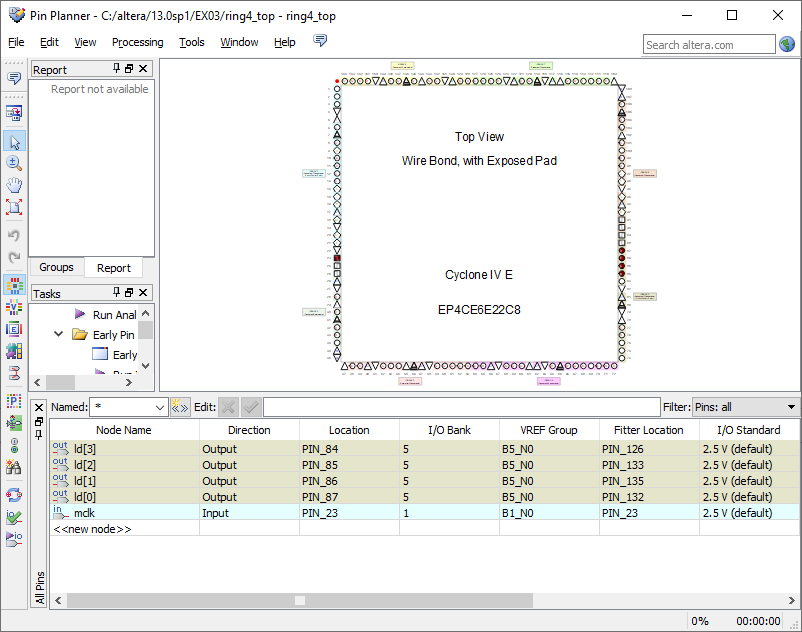 Pin Planner - C:/altera/13.0sp1/EX03/ring4_top - ring4_top
File Edit View Processing Tools Window Help
Search altera.com
Report
Report not available
Top View
Wire Bond, with Exposed Pad
Cyclone IV E
EP4CE6E22C8
Groups Report
Tasks
Run Anal
Early Pin
Early
Named: * Edit: Filter: Pins: all
Node Name Direction Location I/O Bank VREF Group Fitter Location I/O Standard
out ld[3] Output PIN_84 5 B5_N0 PIN_126 2.5 V (default)
out ld[2] Output PIN_85 5 B5_N0 PIN_133 2.5 V (default)
out ld[1] Output PIN_86 5 B5_N0 PIN_135 2.5 V (default)
out ld[0] Output PIN_87 5 B5_N0 PIN_132 2.5 V (default)
in mclk Input PIN_23 1 B1_N0 PIN_23 2.5 V (default)
<<new node>>
All Pins
0% 00:00:00